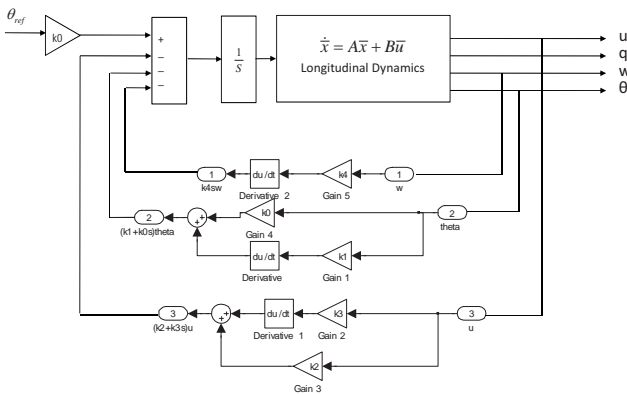 θref
k0
+
−
−
−
1
S
ẋ̄ = Ax̄ + Bū
Longitudinal Dynamics
u
q
w
θ
1
k4sw
du/dt
Derivative 2
k4
Gain 5
1
w
2
(k1+k0s)theta
+
+
k0
Gain 4
2
theta
du/dt
Derivative
k1
Gain 1
3
(k2+k3s)u
+
+
du/dt
Derivative 1
k3
Gain 2
3
u
k2
Gain 3